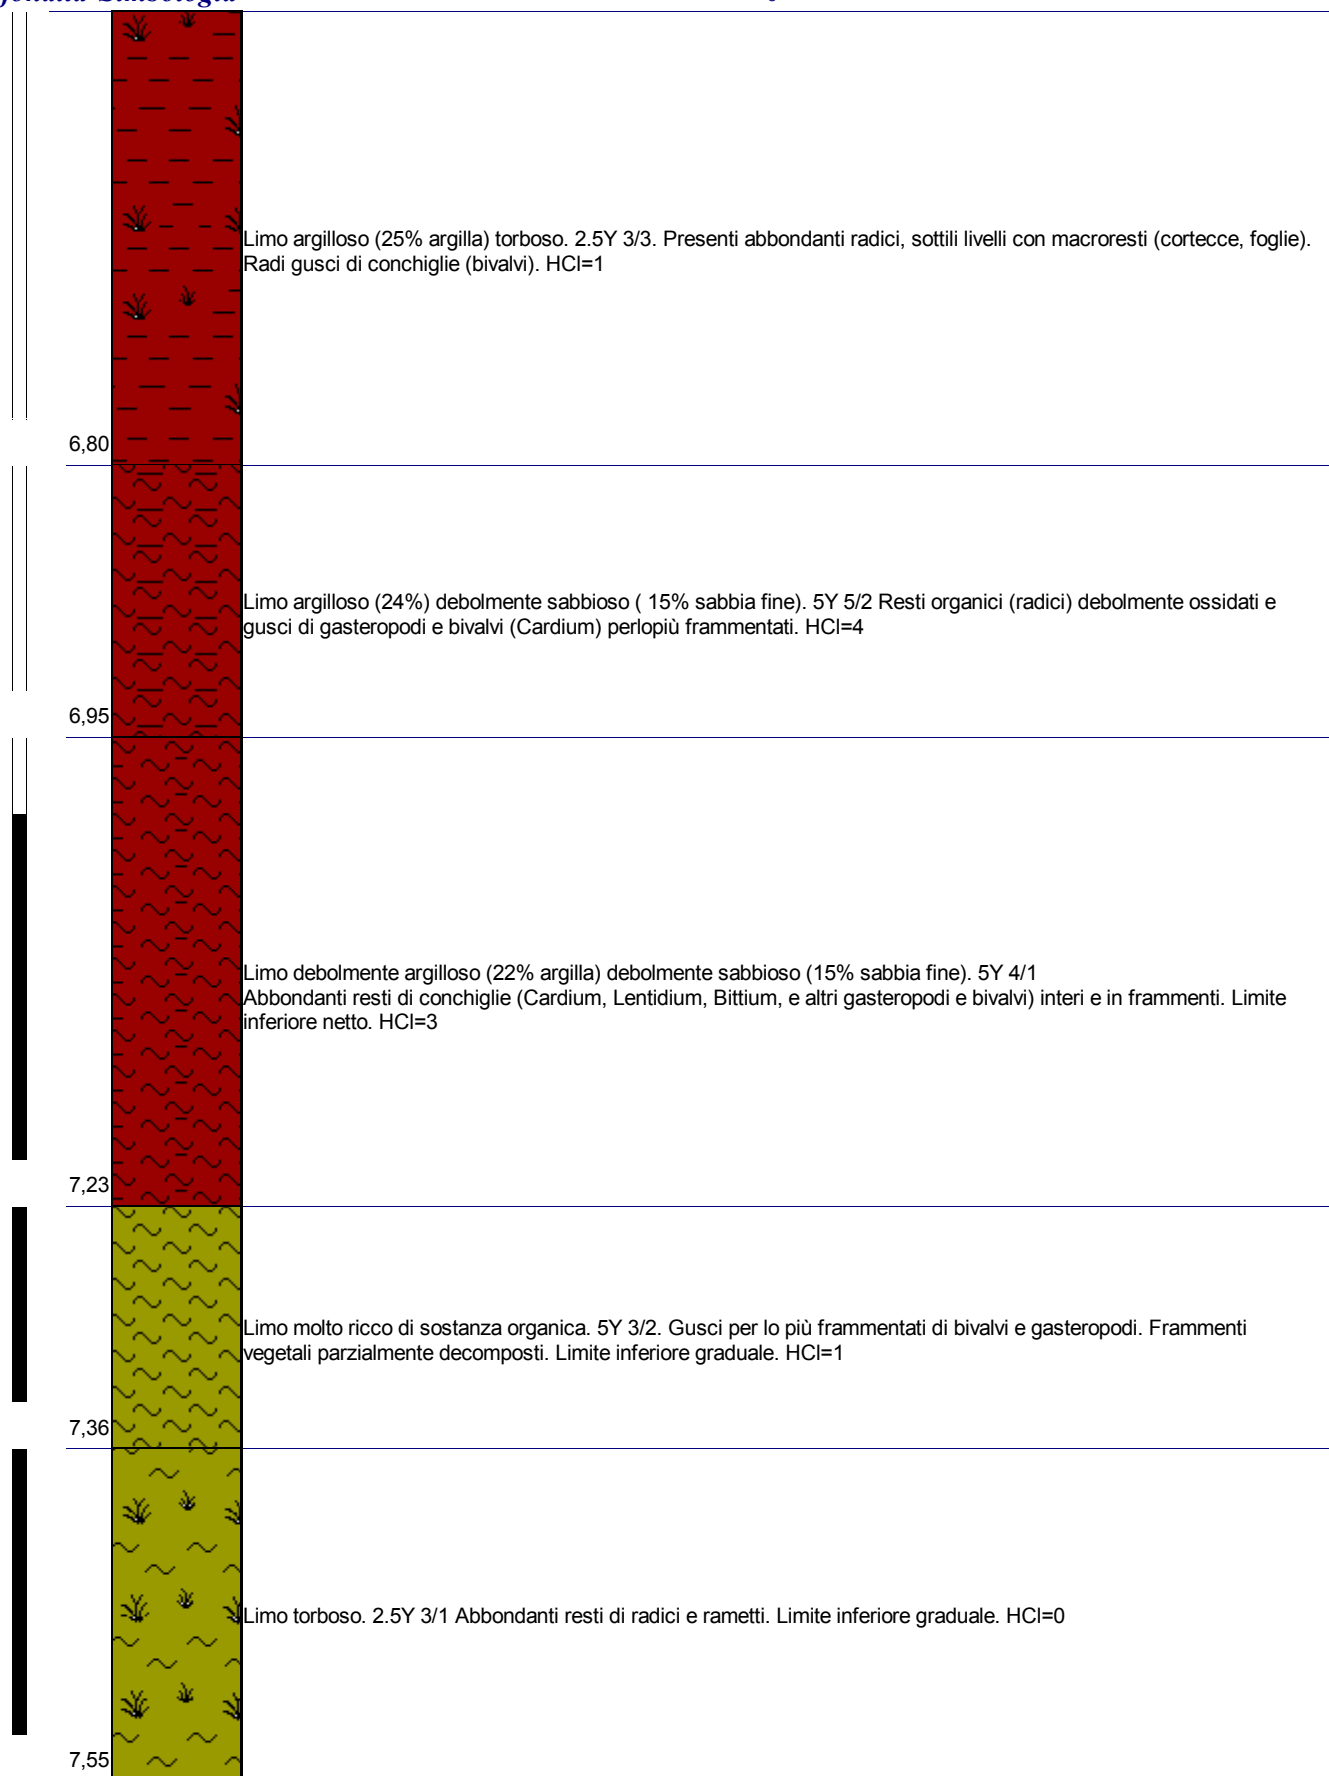 Limo argilloso (25% argilla) torboso. 2.5Y 3/3. Presenti abbondanti radici, sottili livelli con macroresti (cortecce, foglie).
Radi gusci di conchiglie (bivalvi). HCl=1
6,80
Limo argilloso (24%) debolmente sabbioso ( 15% sabbia fine). 5Y 5/2 Resti organici (radici) debolmente ossidati e
gusci di gasteropodi e bivalvi (Cardium) perlopiù frammentati. HCl=4
6,95
Limo debolmente argilloso (22% argilla) debolmente sabbioso (15% sabbia fine). 5Y 4/1
Abbondanti resti di conchiglie (Cardium, Lentidium, Bittium, e altri gasteropodi e bivalvi) interi e in frammenti. Limite
inferiore netto. HCl=3
7,23
Limo molto ricco di sostanza organica. 5Y 3/2. Gusci per lo più frammentati di bivalvi e gasteropodi. Frammenti
vegetali parzialmente decomposti. Limite inferiore graduale. HCl=1
7,36
Limo torboso. 2.5Y 3/1 Abbondanti resti di radici e rametti. Limite inferiore graduale. HCl=0
7,55